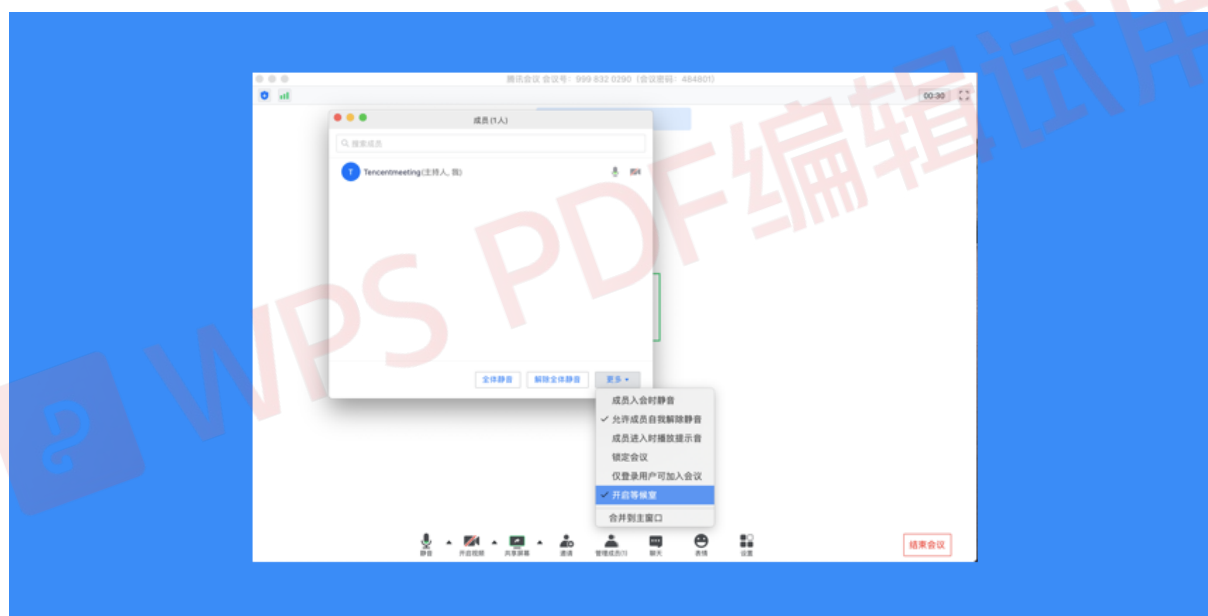 腾讯会议 会议号：999 832 0290（会议密码：484801）
00:30
成员(1人)
搜索成员
T Tencentmeeting(主持人, 我)
全体静音 解除全体静音 更多
成员入会时静音
允许成员自我解除静音
成员进入时播放提示音
锁定会议
仅登录用户可加入会议
开启等候室
合并到主窗口
静音 开启视频 共享屏幕 邀请 管理成员(1) 聊天 表情 设置 结束会议
WPS PDF编辑试用